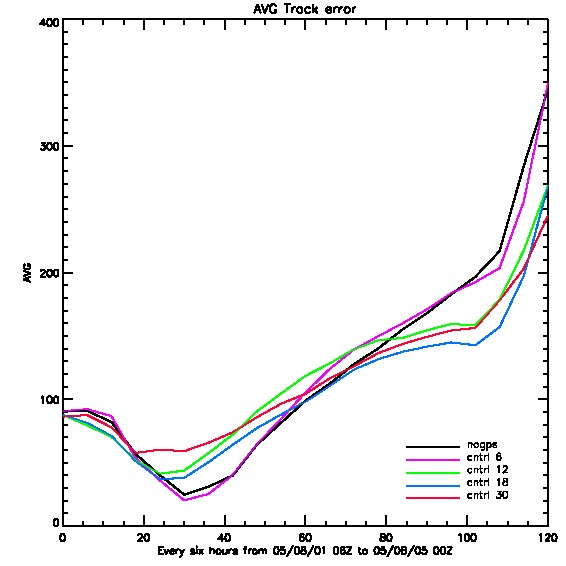 AVG Track error
400
300
200
100
0
AVG
nogps
cntrl 6
cntrl 12
cntrl 18
cntrl 30
0 20 40 60 80 100 120
Every six hours from 05/08/01 06Z to 05/08/05 00Z